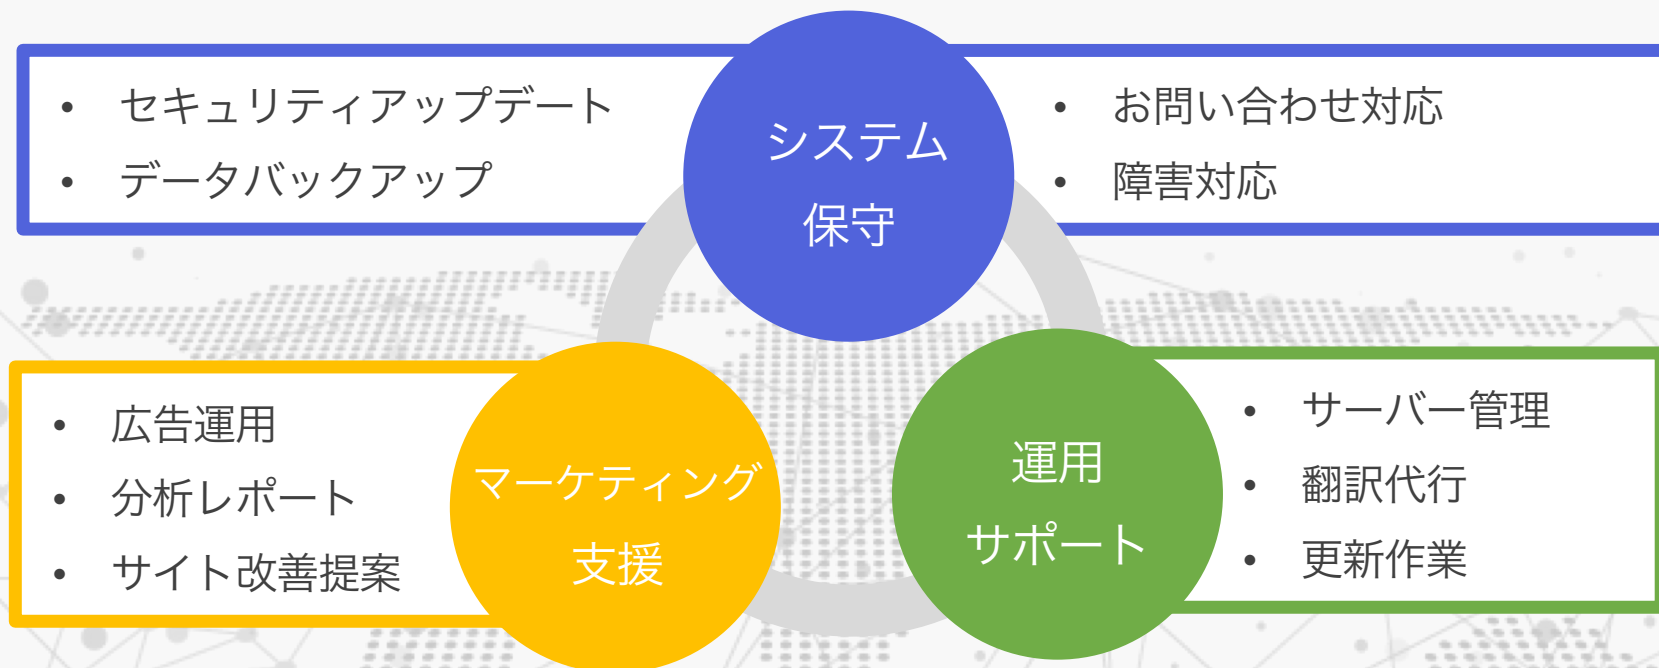 • セキュリティアップデート
• データバックアップ
システム
保守
• お問い合わせ対応
• 障害対応
• 広告運用
• 分析レポート
• サイト改善提案
マーケティング
支援
運用
サポート
• サーバー管理
• 翻訳代行
• 更新作業